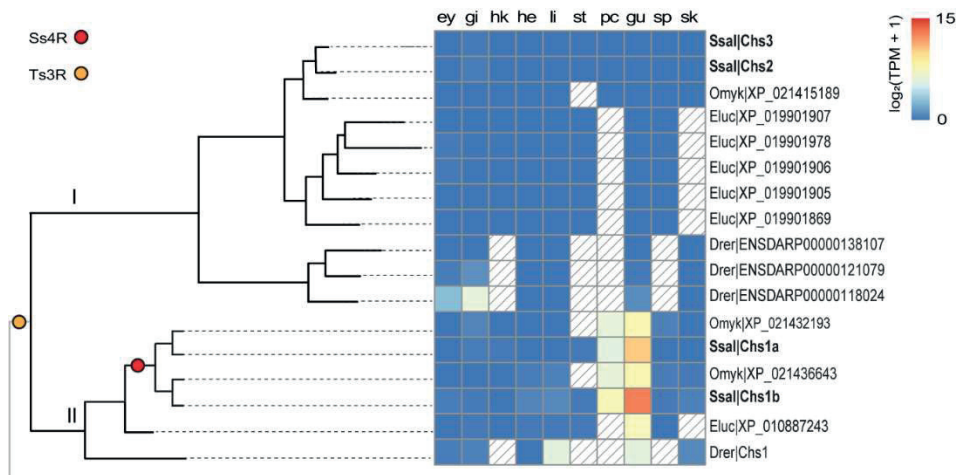 ey gi hk he li st pc gu sp sk
Ss4R
Ts3R
I
II
Ssal|Chs3
Ssal|Chs2
Omyk|XP_021415189
Eluc|XP_019901907
Eluc|XP_019901978
Eluc|XP_019901906
Eluc|XP_019901905
Eluc|XP_019901869
Drer|ENSDARP00000138107
Drer|ENSDARP00000121079
Drer|ENSDARP00000118024
Omyk|XP_021432193
Ssal|Chs1a
Omyk|XP_021436643
Ssal|Chs1b
Eluc|XP_010887243
Drer|Chs1
log₂(TPM + 1)
15
0